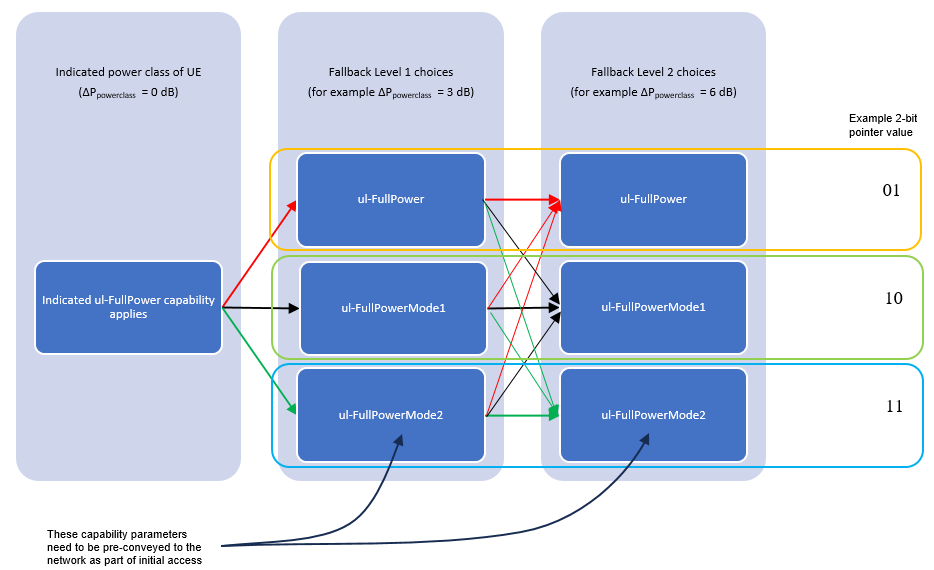 Indicated power class of UE
(ΔPpowerclass = 0 dB)
Fallback Level 1 choices
(for example ΔPpowerclass = 3 dB)
Fallback Level 2 choices
(for example ΔPpowerclass = 6 dB)
Example 2-bit
pointer value
ul-FullPower
ul-FullPower
01
Indicated ul-FullPower capability
applies
ul-FullPowerMode1
ul-FullPowerMode1
10
ul-FullPowerMode2
ul-FullPowerMode2
11
These capability parameters
need to be pre-conveyed to the
network as part of initial access